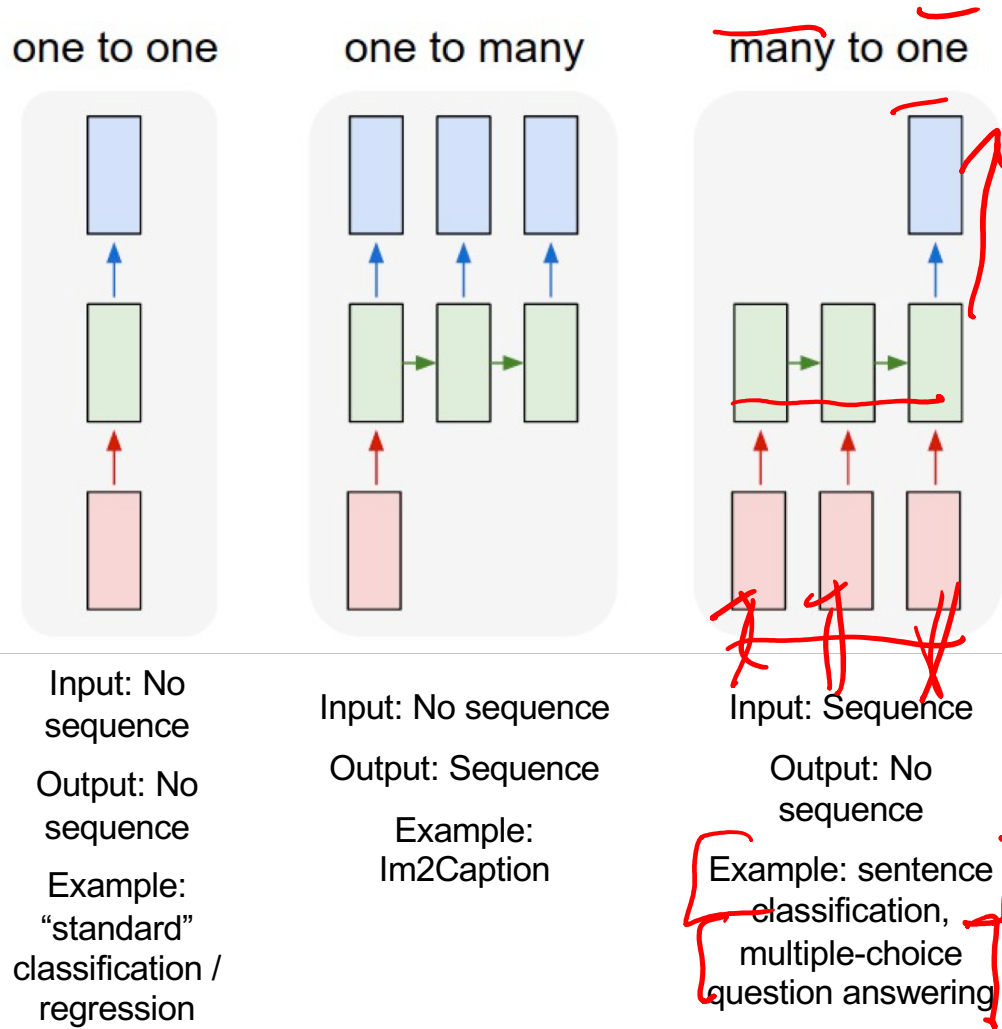 one to one
one to many
many to one
Input: No
sequence
Output: No
sequence
Example:
“standard”
classification /
regression
Input: No sequence
Output: Sequence
Example:
Im2Caption
Input: Sequence
Output: No
sequence
Example: sentence
classification,
multiple-choice
question answering